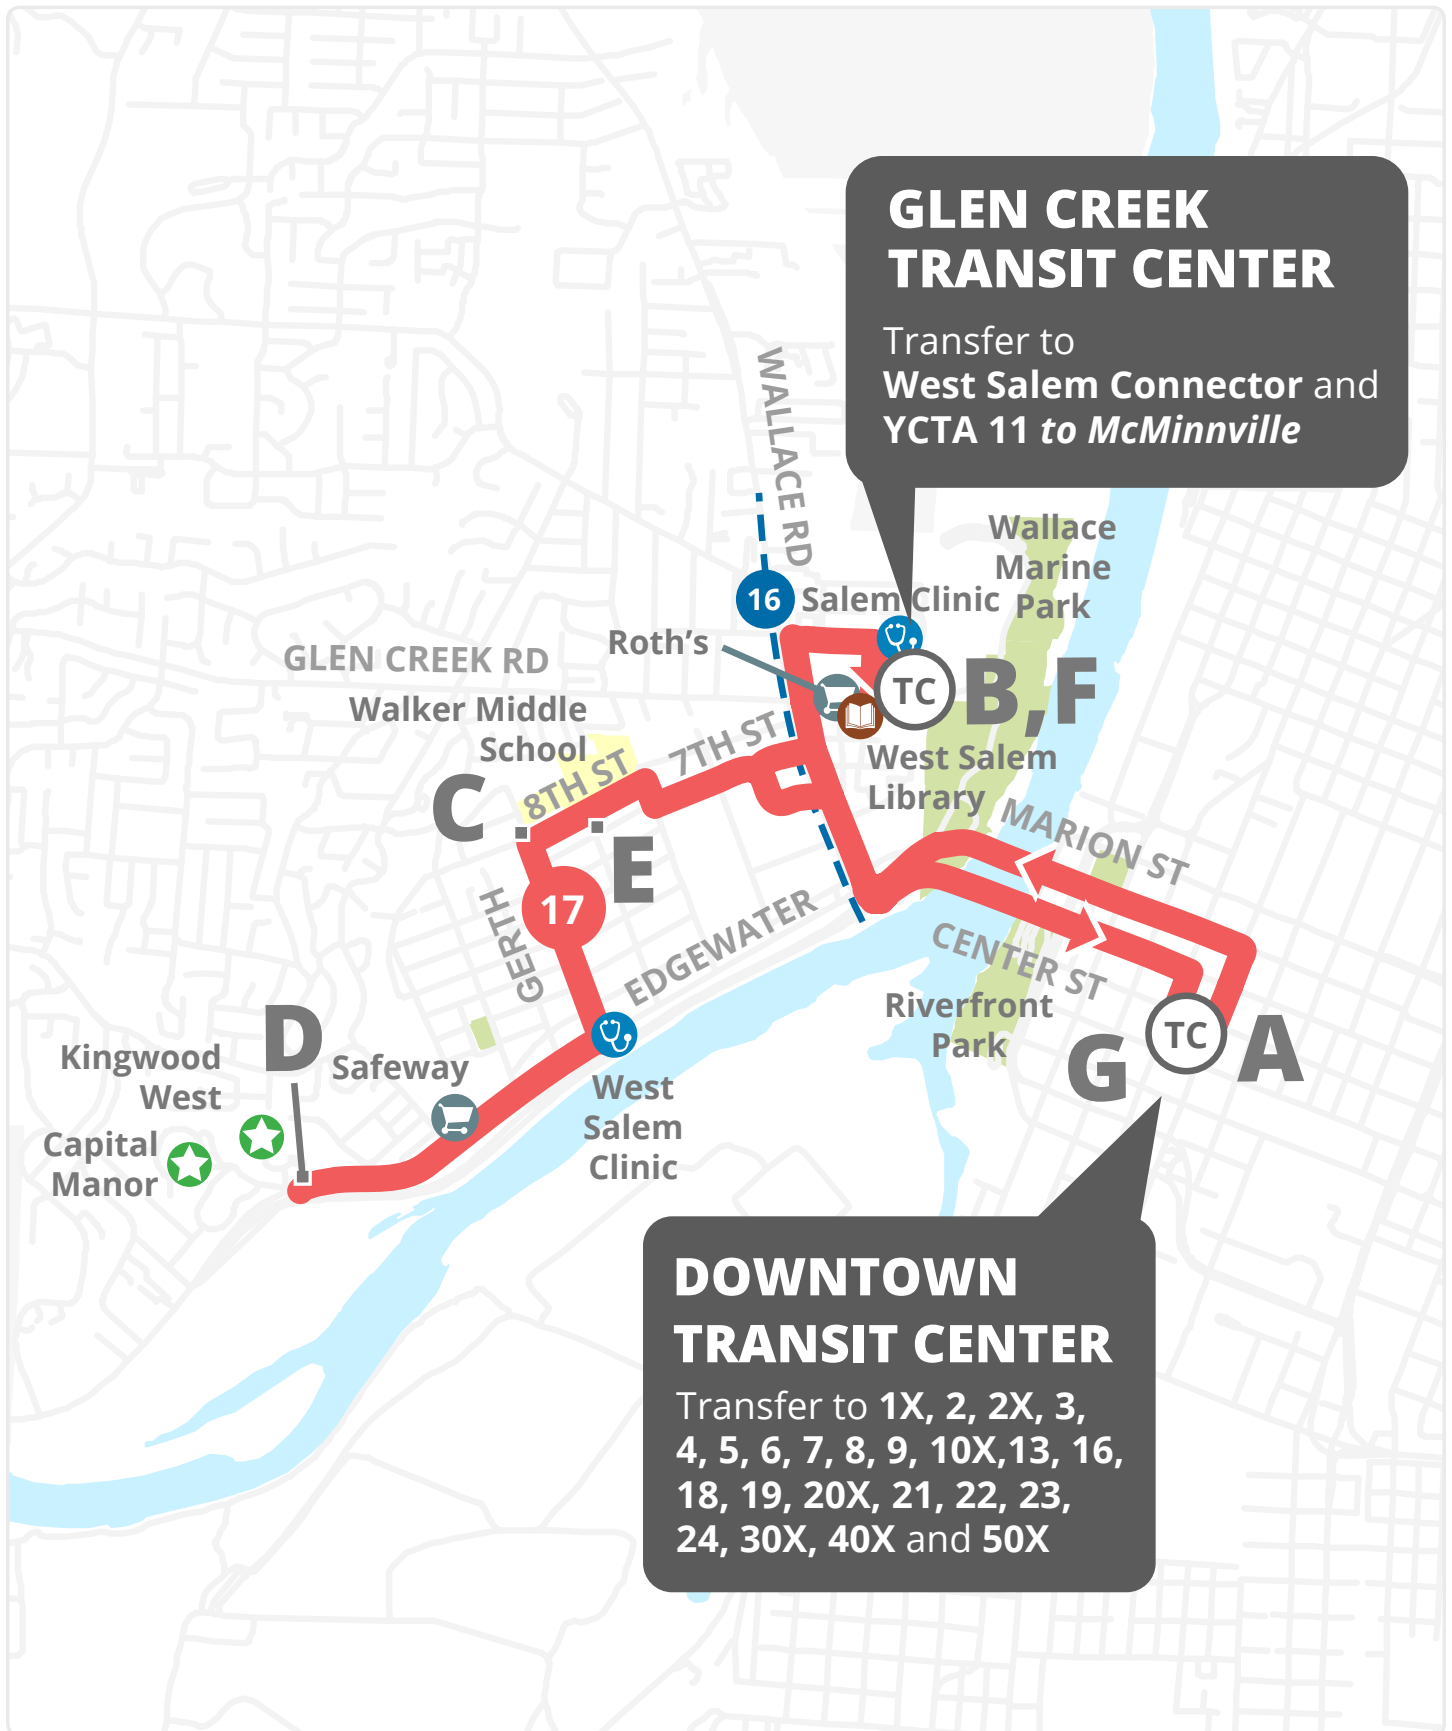 GLEN CREEK
TRANSIT CENTER
Transfer to
West Salem Connector and
YCTA 11 to McMinnville
WALLACE RD
Wallace
Marine
Park
16
Salem Clinic
Roth's
GLEN CREEK RD
TC
B,F
Walker Middle
School
7TH ST
8TH ST
West Salem
Library
C
E
MARION ST
17
GERTH
EDGEWATER
CENTER ST
Riverfront
Park
TC
G
A
D
Kingwood
West
Safeway
West
Salem
Clinic
Capital
Manor
DOWNTOWN
TRANSIT CENTER
Transfer to 1X, 2, 2X, 3,
4, 5, 6, 7, 8, 9, 10X,13, 16,
18, 19, 20X, 21, 22, 23,
24, 30X, 40X and 50X